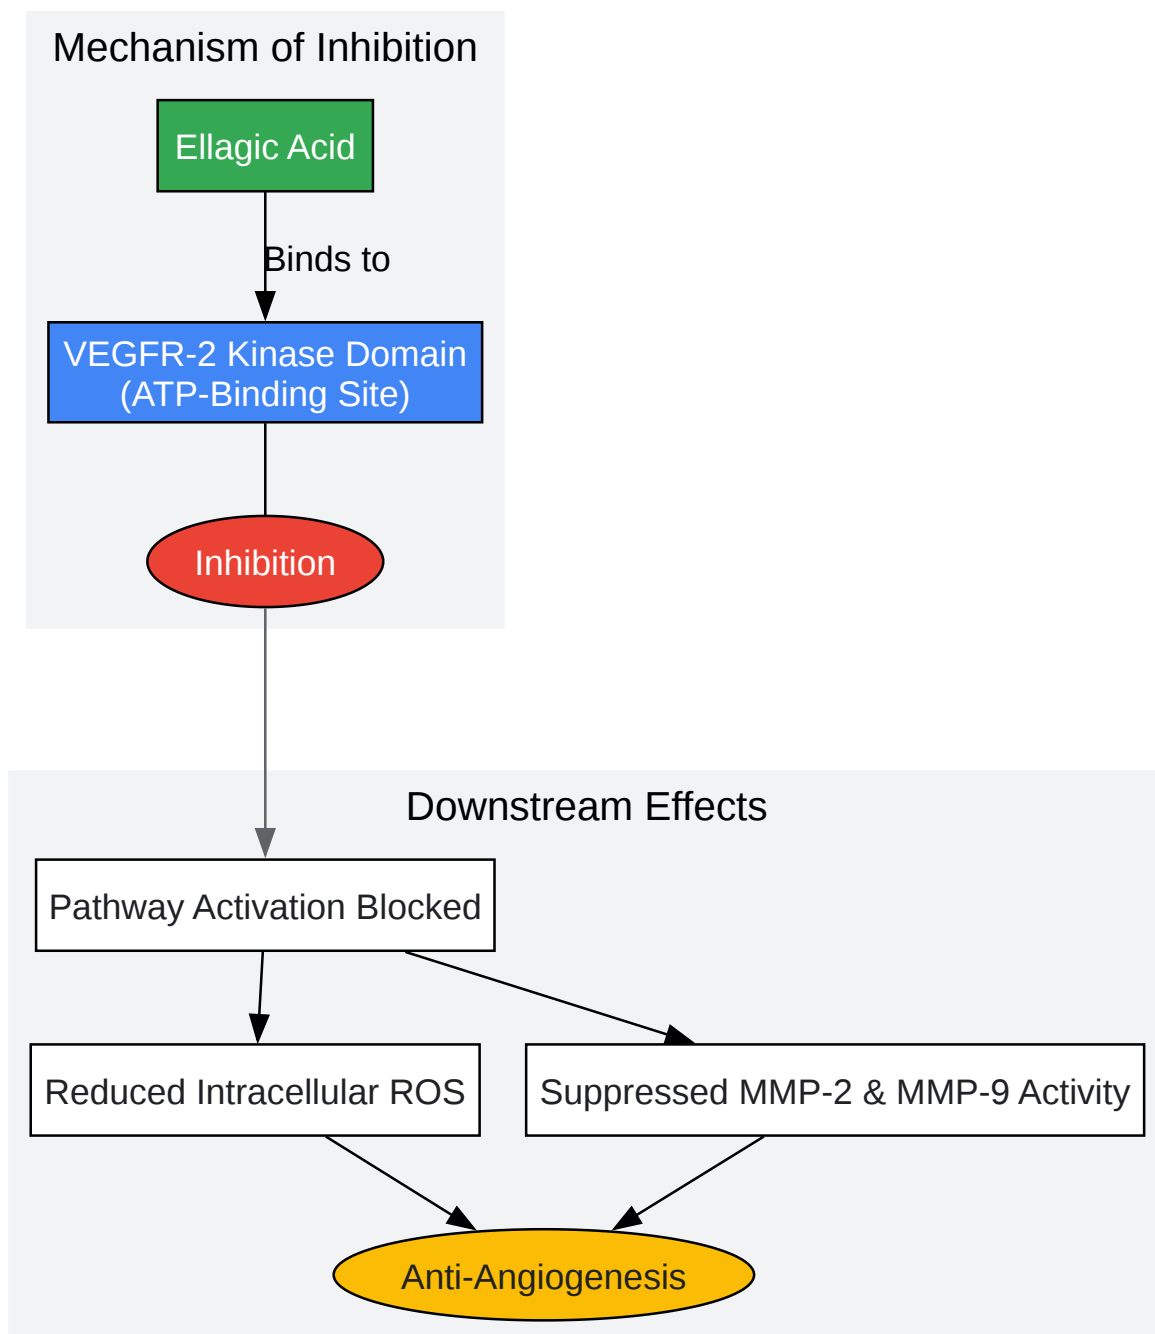 Mechanism of Inhibition
Ellagic Acid
Binds to
VEGFR-2 Kinase Domain
(ATP-Binding Site)
Inhibition
Downstream Effects
Pathway Activation Blocked
Reduced Intracellular ROS
Suppressed MMP-2 & MMP-9 Activity
Anti-Angiogenesis